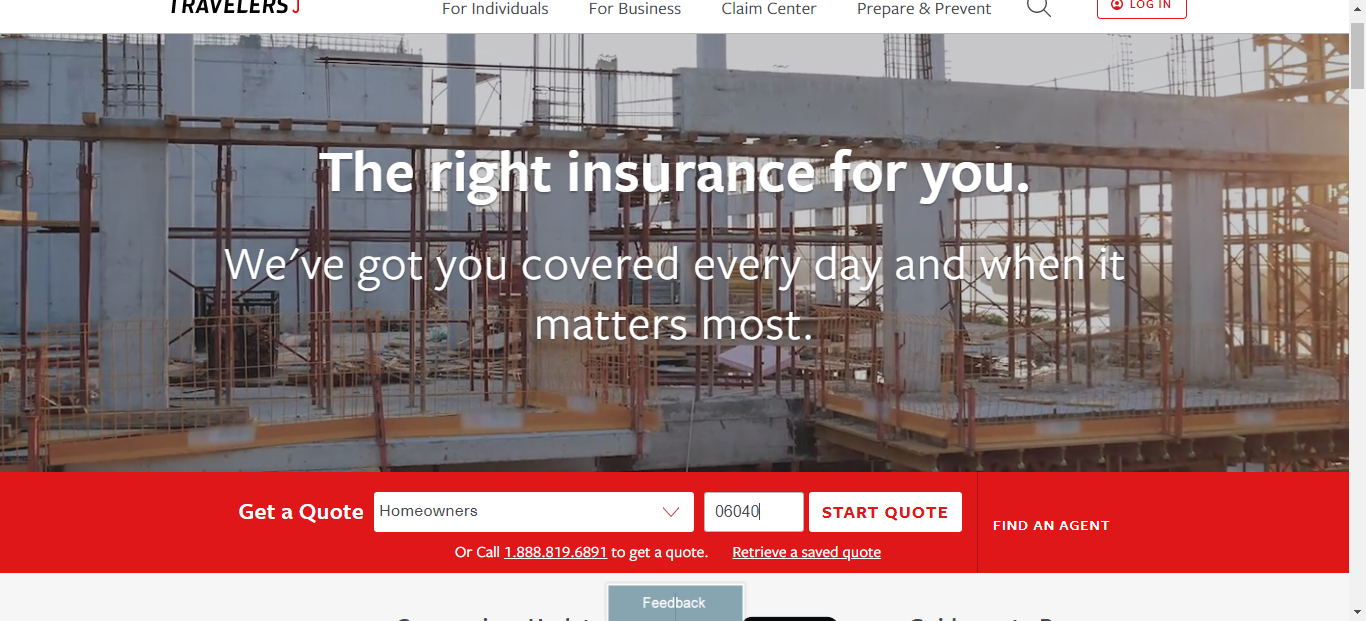 TRAVELERS
For Individuals
For Business
Claim Center
Prepare & Prevent
LOG IN
The right insurance for you.
We've got you covered every day and when it
matters most.
Get a Quote
Homeowners
06040
START QUOTE
FIND AN AGENT
Or Call 1.888.819.6891 to get a quote.
Retrieve a saved quote
Feedback